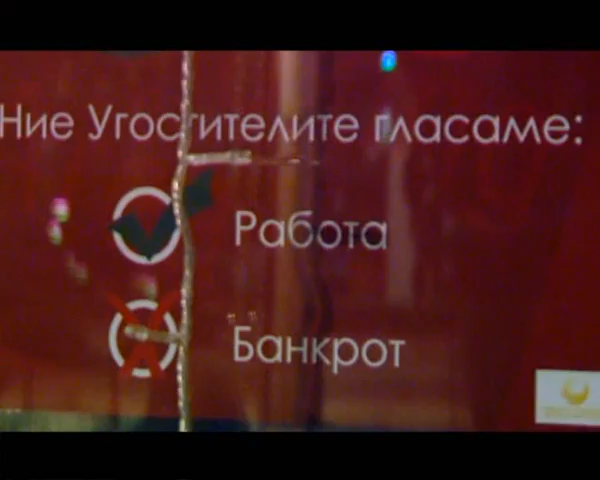 Ние Угостителите гласаме:
Работа
Банкрот